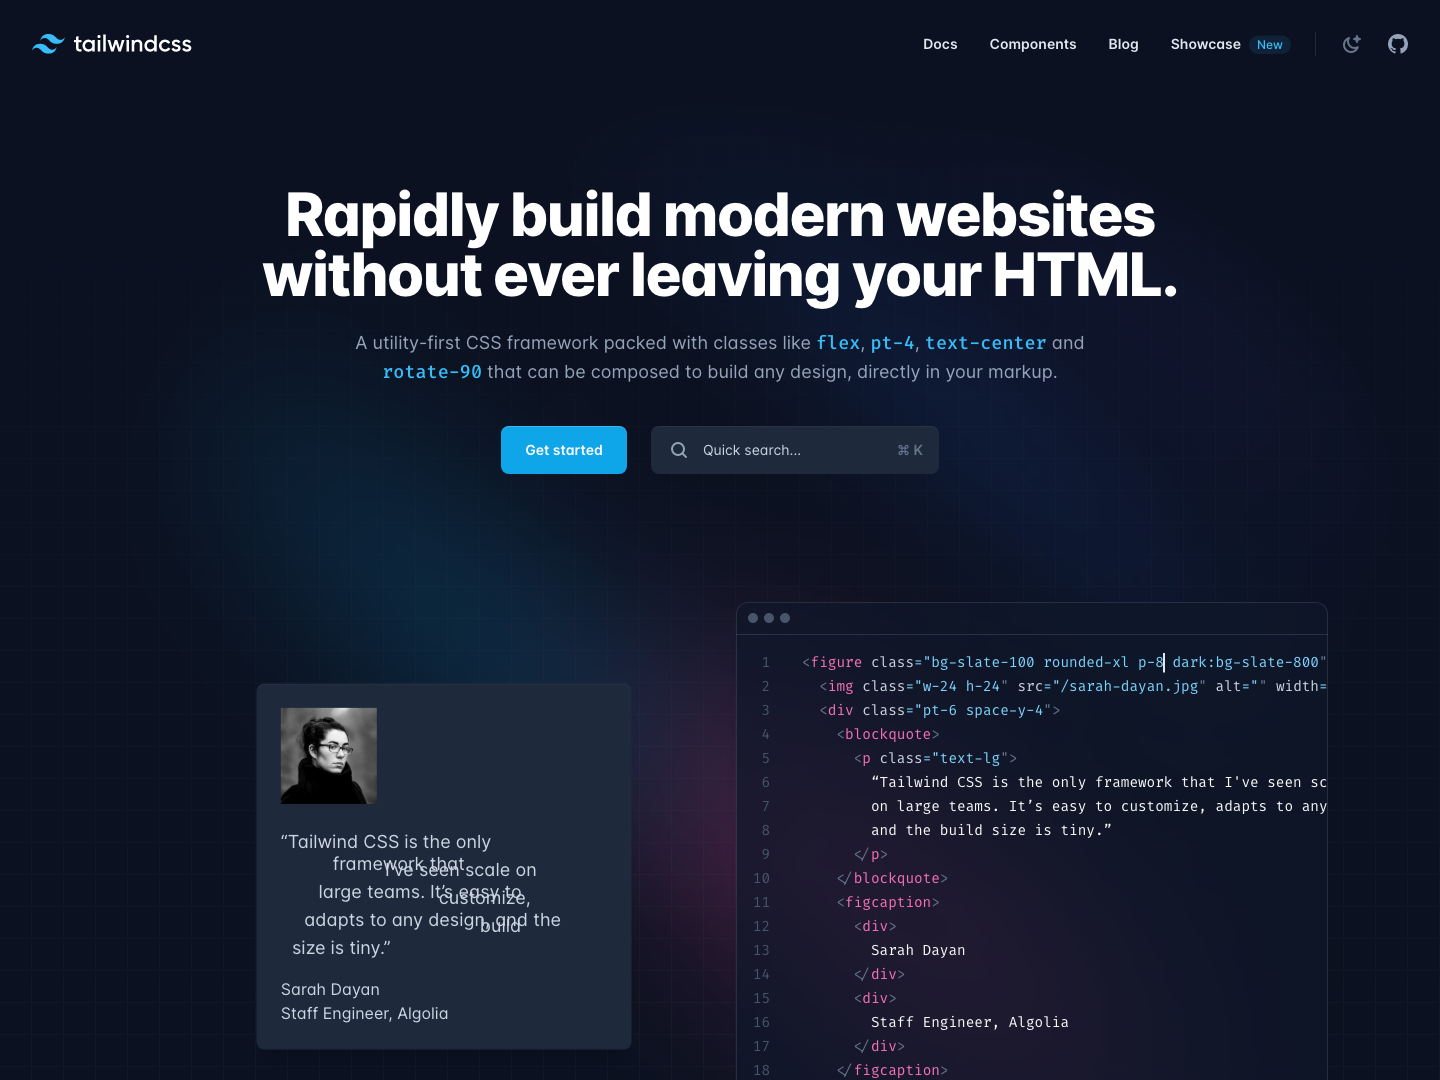 tailwindcss
Docs Components Blog Showcase New
Rapidly build modern websites
without ever leaving your HTML.
A utility-first CSS framework packed with classes like flex, pt-4, text-center and
rotate-90 that can be composed to build any design, directly in your markup.
Get started
Quick search... ⌘ K
“Tailwind CSS is the only
framework that
I've seen scale on
large teams. It’s easy to
customize,
adapts to any design, and the
build
size is tiny.”
Sarah Dayan
Staff Engineer, Algolia
1 <figure class="bg-slate-100 rounded-xl p-8 dark:bg-slate-800"
2 <img class="w-24 h-24" src="/sarah-dayan.jpg" alt="" width=
3 <div class="pt-6 space-y-4">
4 <blockquote>
5 <p class="text-lg">
6 “Tailwind CSS is the only framework that I've seen sc
7 on large teams. It’s easy to customize, adapts to any
8 and the build size is tiny.”
9 </p>
10 </blockquote>
11 <figcaption>
12 <div>
13 Sarah Dayan
14 </div>
15 <div>
16 Staff Engineer, Algolia
17 </div>
18 </figcaption>